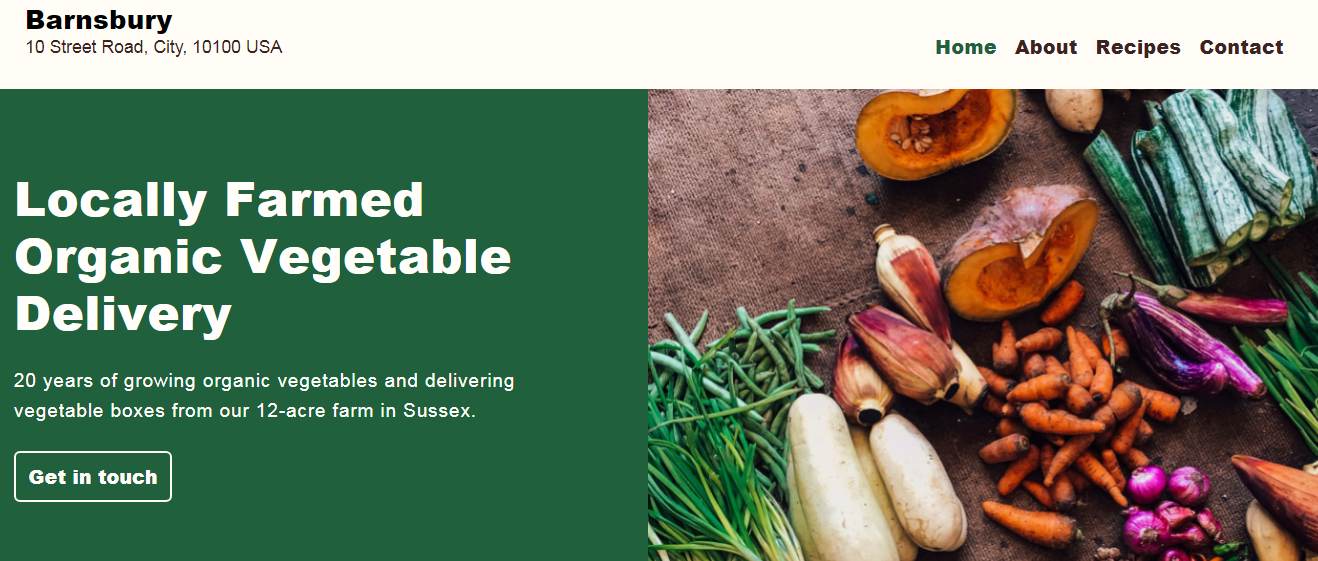 Barnsbury
10 Street Road, City, 10100 USA
Home About Recipes Contact
Locally Farmed
Organic Vegetable
Delivery
20 years of growing organic vegetables and delivering
vegetable boxes from our 12-acre farm in Sussex.
Get in touch